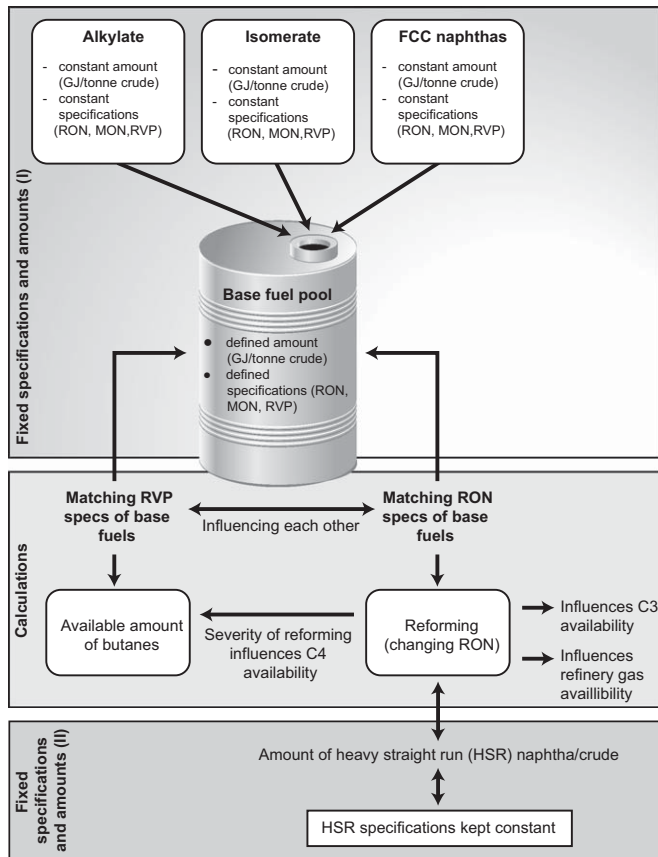 Fixed specifications and amounts (I)
Alkylate
- constant amount
(GJ/tonne crude)
- constant
specifications
(RON, MON,RVP)
Isomerate
- constant amount
(GJ/tonne crude)
- constant
specifications
(RON, MON,RVP)
FCC naphthas
- constant amount
(GJ/tonne crude)
- constant
specifications
(RON, MON,RVP)
Base fuel pool
● defined amount
(GJ/tonne crude)
● defined
specifications (RON,
MON, RVP)
Calculations
Matching RVP
specs of base
fuels
Influencing each other
Matching RON
specs of base
fuels
Available amount
of butanes
Severity of reforming
influences C4
availability
Reforming
(changing RON)
Influences C3
availability
Influences
refinery gas
availlibility
Fixed
specifications
and amounts (II)
Amount of heavy straight run (HSR) naphtha/crude
HSR specifications kept constant